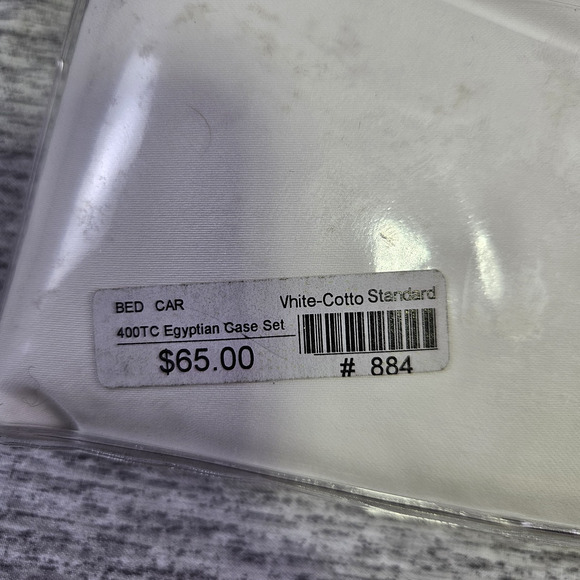 BED CAR
Vhite-Cotto Standard
400TC Egyptian Case Set
$65.00
# 884